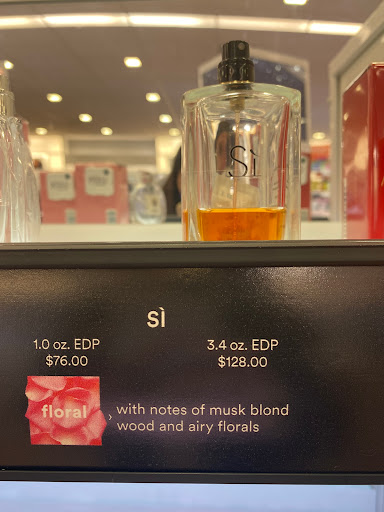 Sì
SÌ
1.0 oz. EDP
$76.00
3.4 oz. EDP
$128.00
floral
, with notes of musk blond
wood and airy florals